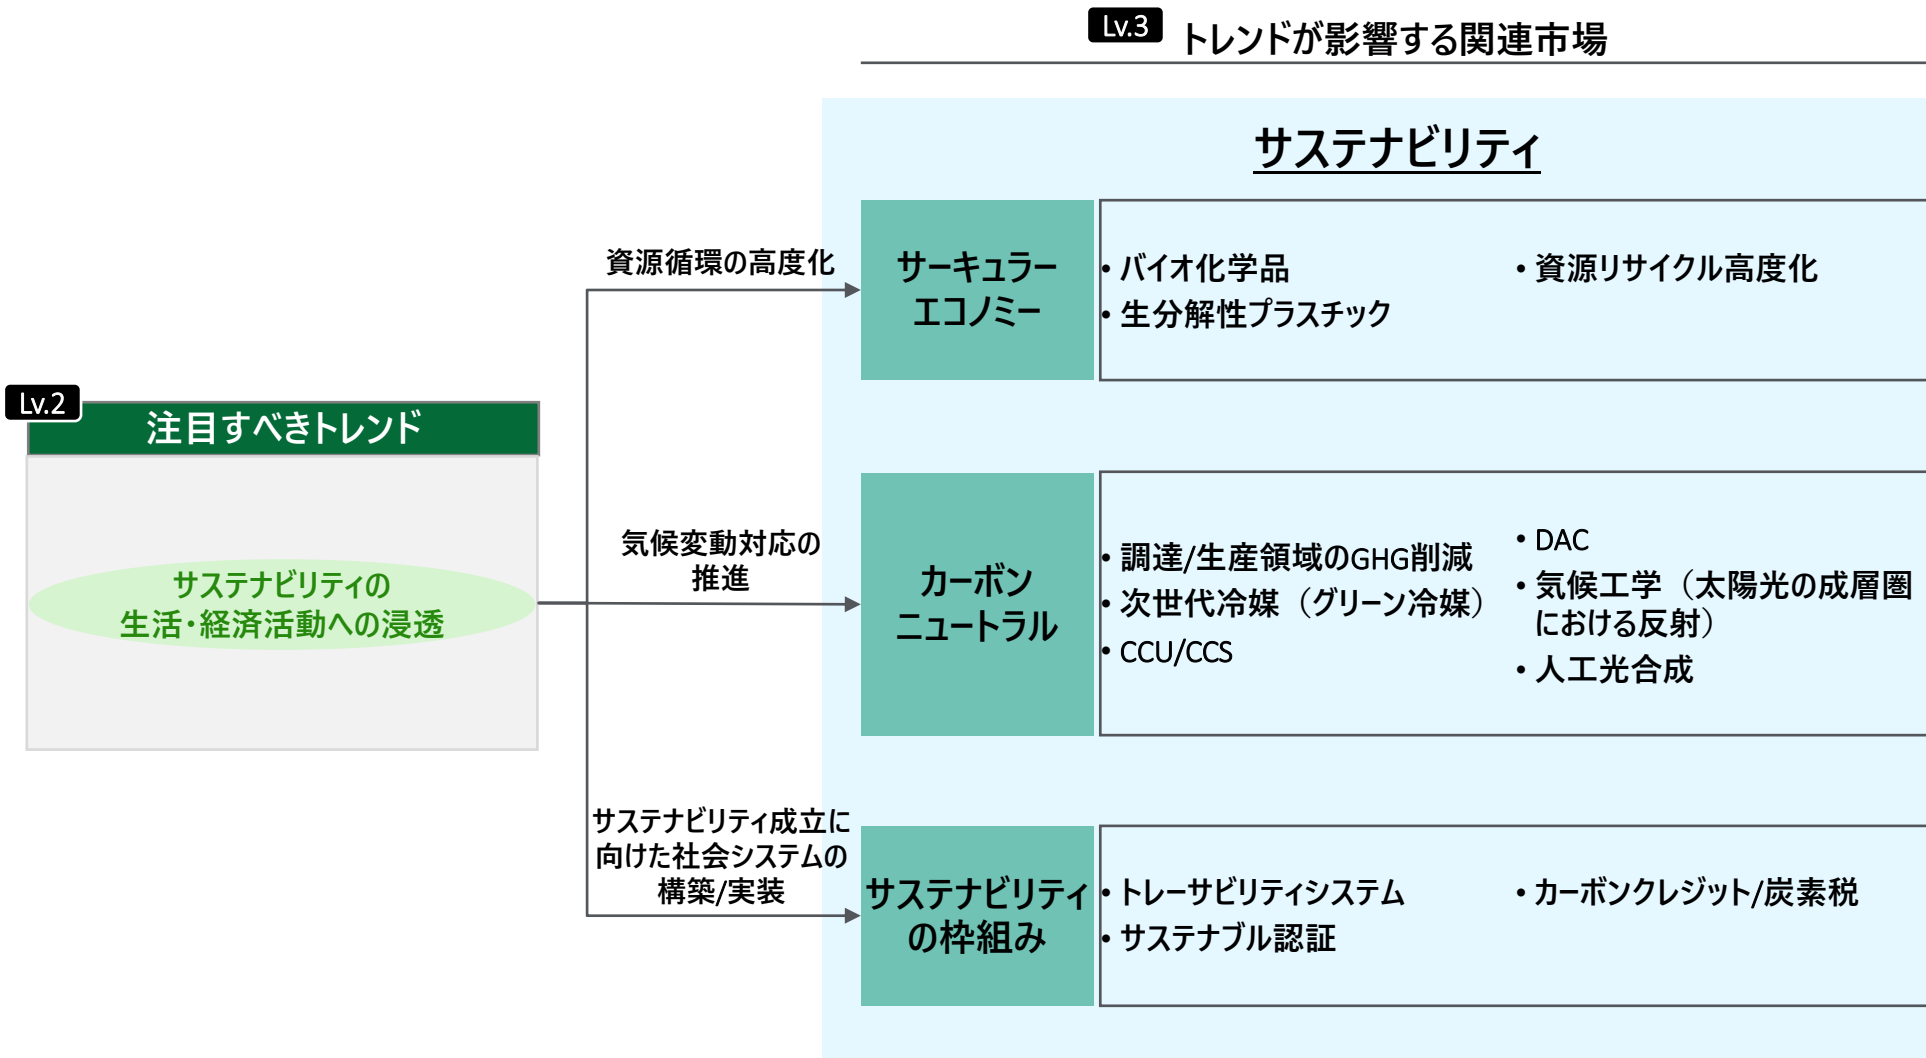 Lv.3
トレンドが影響する関連市場
サステナビリティ
Lv.2
注目すべきトレンド
サステナビリティの
生活・経済活動への浸透
資源循環の高度化
サーキュラー
エコノミー
• バイオ化学品
• 生分解性プラスチック
• 資源リサイクル高度化
気候変動対応の
推進
カーボン
ニュートラル
• 調達/生産領域のGHG削減
• 次世代冷媒（グリーン冷媒）
• CCU/CCS
• DAC
• 気候工学（太陽光の成層圏
における反射）
• 人工光合成
サステナビリティ成立に
向けた社会システムの
構築/実装
サステナビリティ
の枠組み
• トレーサビリティシステム
• サステナブル認証
• カーボンクレジット/炭素税